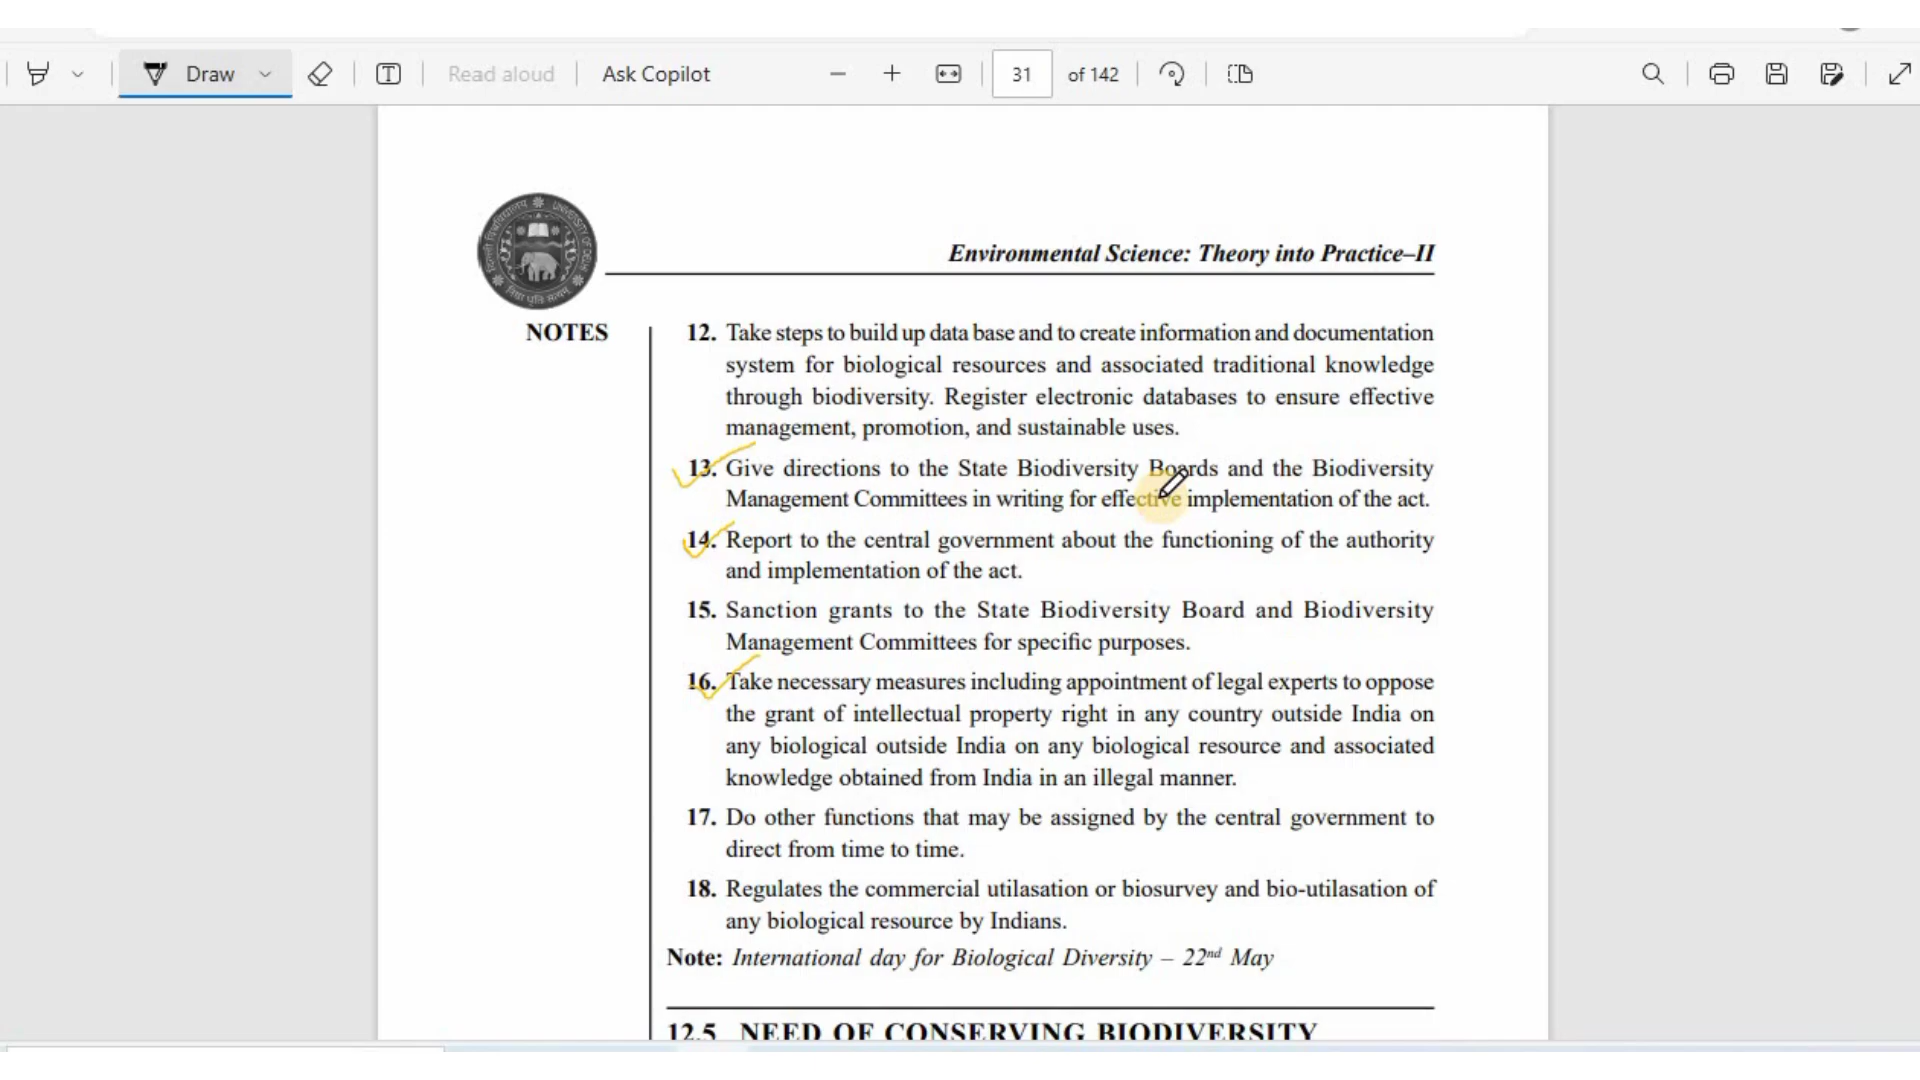 Draw
Read aloud
Ask Copilot
31 of 142
Environmental Science: Theory into Practice–II
NOTES
12. Take steps to build up data base and to create information and documentation
system for biological resources and associated traditional knowledge
through biodiversity. Register electronic databases to ensure effective
management, promotion, and sustainable uses.
13. Give directions to the State Biodiversity Boards and the Biodiversity
Management Committees in writing for effective implementation of the act.
14. Report to the central government about the functioning of the authority
and implementation of the act.
15. Sanction grants to the State Biodiversity Board and Biodiversity
Management Committees for specific purposes.
16. Take necessary measures including appointment of legal experts to oppose
the grant of intellectual property right in any country outside India on
any biological outside India on any biological resource and associated
knowledge obtained from India in an illegal manner.
17. Do other functions that may be assigned by the central government to
direct from time to time.
18. Regulates the commercial utilasation or biosurvey and bio-utilasation of
any biological resource by Indians.
Note: International day for Biological Diversity – 22nd May
12.5 NEED OF CONSERVING BIODIVERSITY